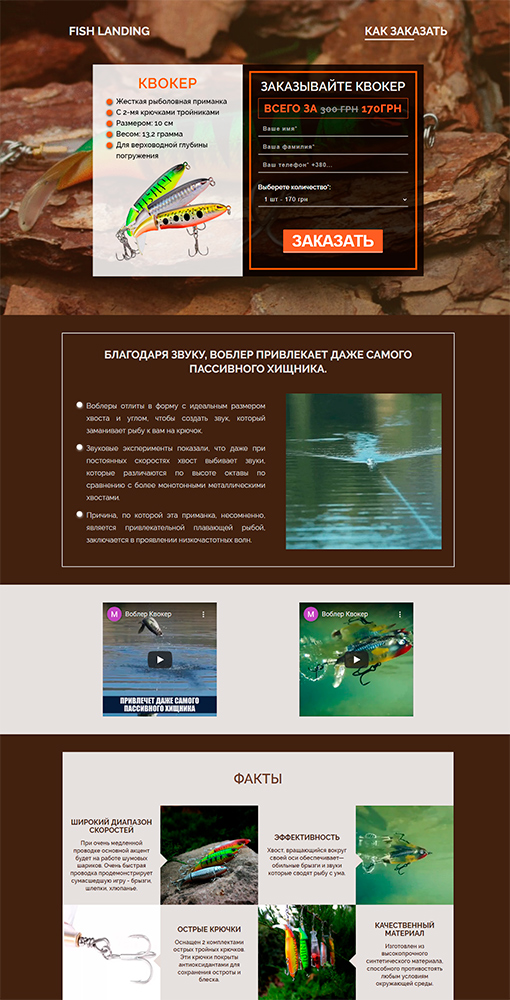 FISH LANDING
КАК ЗАКАЗАТЬ
КВОКЕР
Жесткая рыболовная приманка
С 2-мя крючками тройниками
Размером: 10 см
Весом: 13,2 грамма
Для верховодной глубины
погружения
ЗАКАЗЫВАЙТЕ КВОКЕР
ВСЕГО ЗА 300 ГРН 170ГРН
Ваше имя*
Ваша фамилия*
Ваш телефон* +380...
Выберете количество*:
1 шт - 170 грн
ЗАКАЗАТЬ
БЛАГОДАРЯ ЗВУКУ, ВОБЛЕР ПРИВЛЕКАЕТ ДАЖЕ САМОГО
ПАССИВНОГО ХИЩНИКА.
Воблеры отлиты в форму с идеальным размером
хвоста и углом, чтобы создать звук, который
заманивает рыбу к вам на крючок.
Звуковые эксперименты показали, что даже при
постоянных скоростях хвост выбивает звуки,
которые различаются по высоте октавы по
сравнению с более монотонными металлическими
хвостами.
Причина, по которой эта приманка, несомненно,
является привлекательной плавающей рыбой,
заключается в проявлении низкочастотных волн.
М Воблер Квокер
ПРИВЛЕЧЕТ ДАЖЕ САМОГО
ПАССИВНОГО ХИЩНИКА
М Воблер Квокер
ФАКТЫ
ШИРОКИЙ ДИАПАЗОН
СКОРОСТЕЙ
При очень медленной
проводке основной акцент
будет на работе шумовых
шариков. Очень быстрая
проводка продемонстрирует
сумасшедшую игру - брызги,
шлепки, хлюпанье.
ЭФФЕКТИВНОСТЬ
Хвост, вращающийся вокруг
своей оси обеспечивает—
обильные брызги и звуки
которые сводят рыбу с ума.
ОСТРЫЕ КРЮЧКИ
Оснащен 2 комплектами
острых тройных крючков.
Эти крючки покрыты
антиоксидантами для
сохранения остроты и
блеска.
КАЧЕСТВЕННЫЙ
МАТЕРИАЛ
Изготовлен из
высокопрочного
синтетического материала,
способного противостоять
любым условиям
окружающей среды.